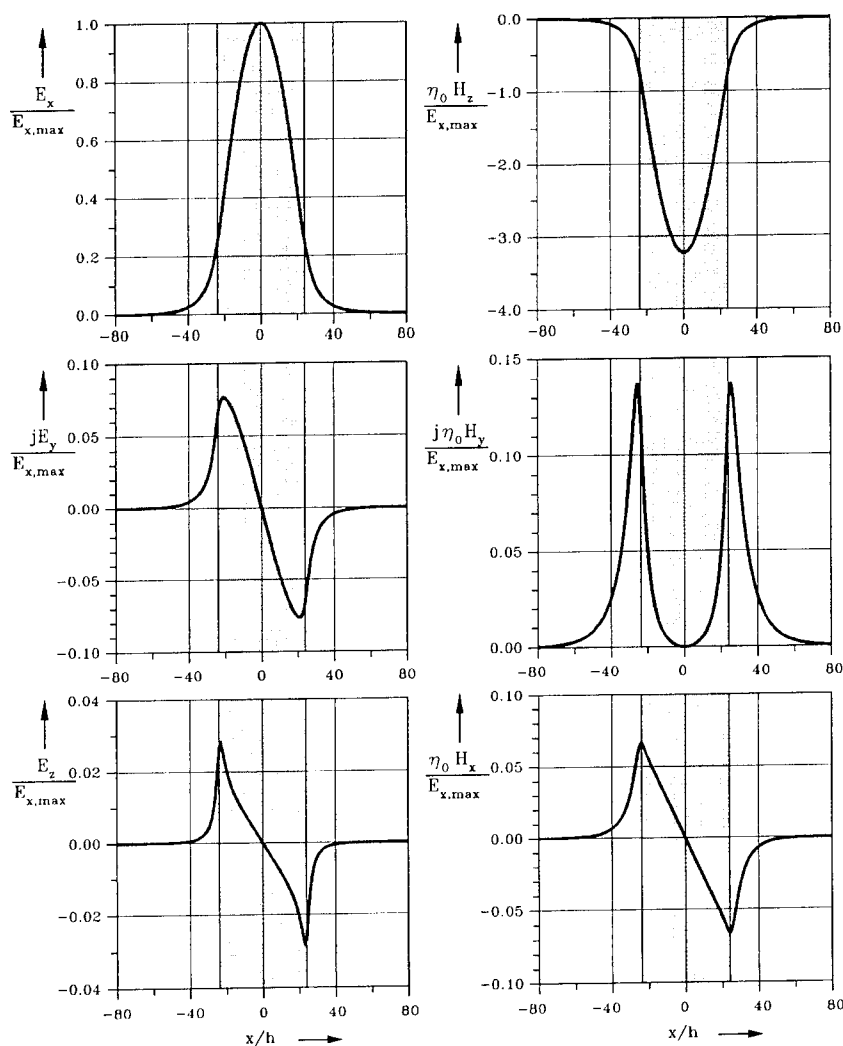 E_x
E_x,max
1.0
0.8
0.6
0.4
0.2
0.0
-80 -40 0 40 80
η_0 H_z
E_x,max
0.0
-1.0
-2.0
-3.0
-4.0
-80 -40 0 40 80
jE_y
E_x,max
0.10
0.05
0.00
-0.05
-0.10
-80 -40 0 40 80
jη_0 H_y
E_x,max
0.15
0.10
0.05
0.00
-80 -40 0 40 80
E_z
E_x,max
0.04
0.02
0.00
-0.02
-0.04
-80 -40 0 40 80
x/h
η_0 H_x
E_x,max
0.10
0.05
0.00
-0.05
-0.10
-80 -40 0 40 80
x/h